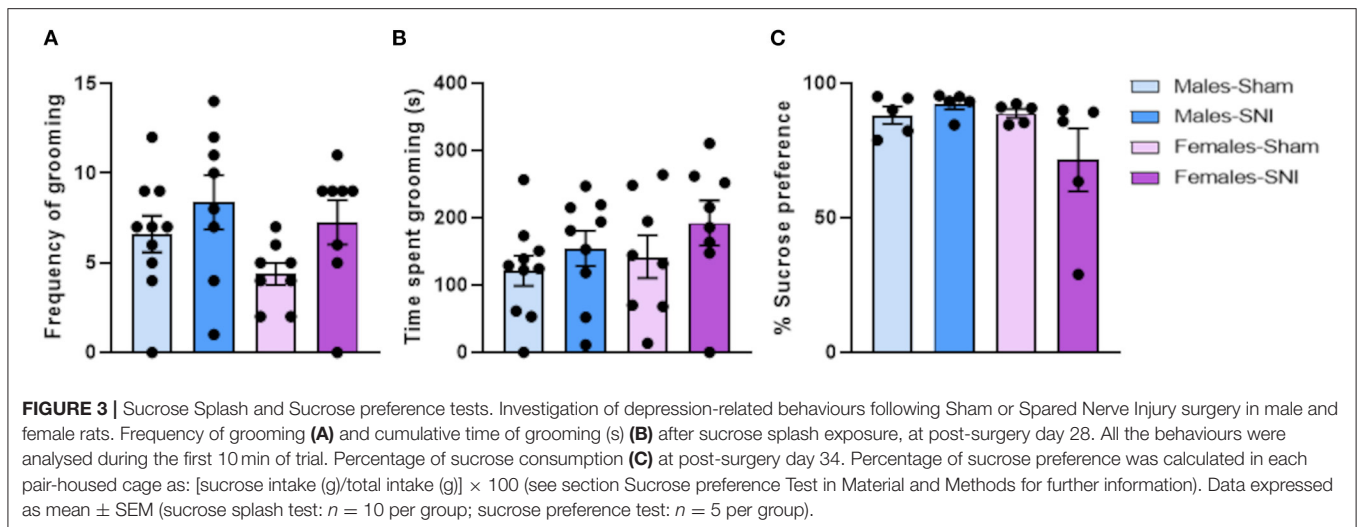 A
B
C
Frequency of grooming
15
10
5
0
Time spent grooming (s)
400
300
200
100
0
% Sucrose preference
100
50
0
Males-Sham
Males-SNI
Females-Sham
Females-SNI
FIGURE 3 | Sucrose Splash and Sucrose preference tests. Investigation of depression-related behaviours following Sham or Spared Nerve Injury surgery in male and
female rats. Frequency of grooming (A) and cumulative time of grooming (s) (B) after sucrose splash exposure, at post-surgery day 28. All the behaviours were
analysed during the first 10 min of trial. Percentage of sucrose consumption (C) at post-surgery day 34. Percentage of sucrose preference was calculated in each
pair-housed cage as: [sucrose intake (g)/total intake (g)] × 100 (see section Sucrose preference Test in Material and Methods for further information). Data expressed
as mean ± SEM (sucrose splash test: n = 10 per group; sucrose preference test: n = 5 per group).